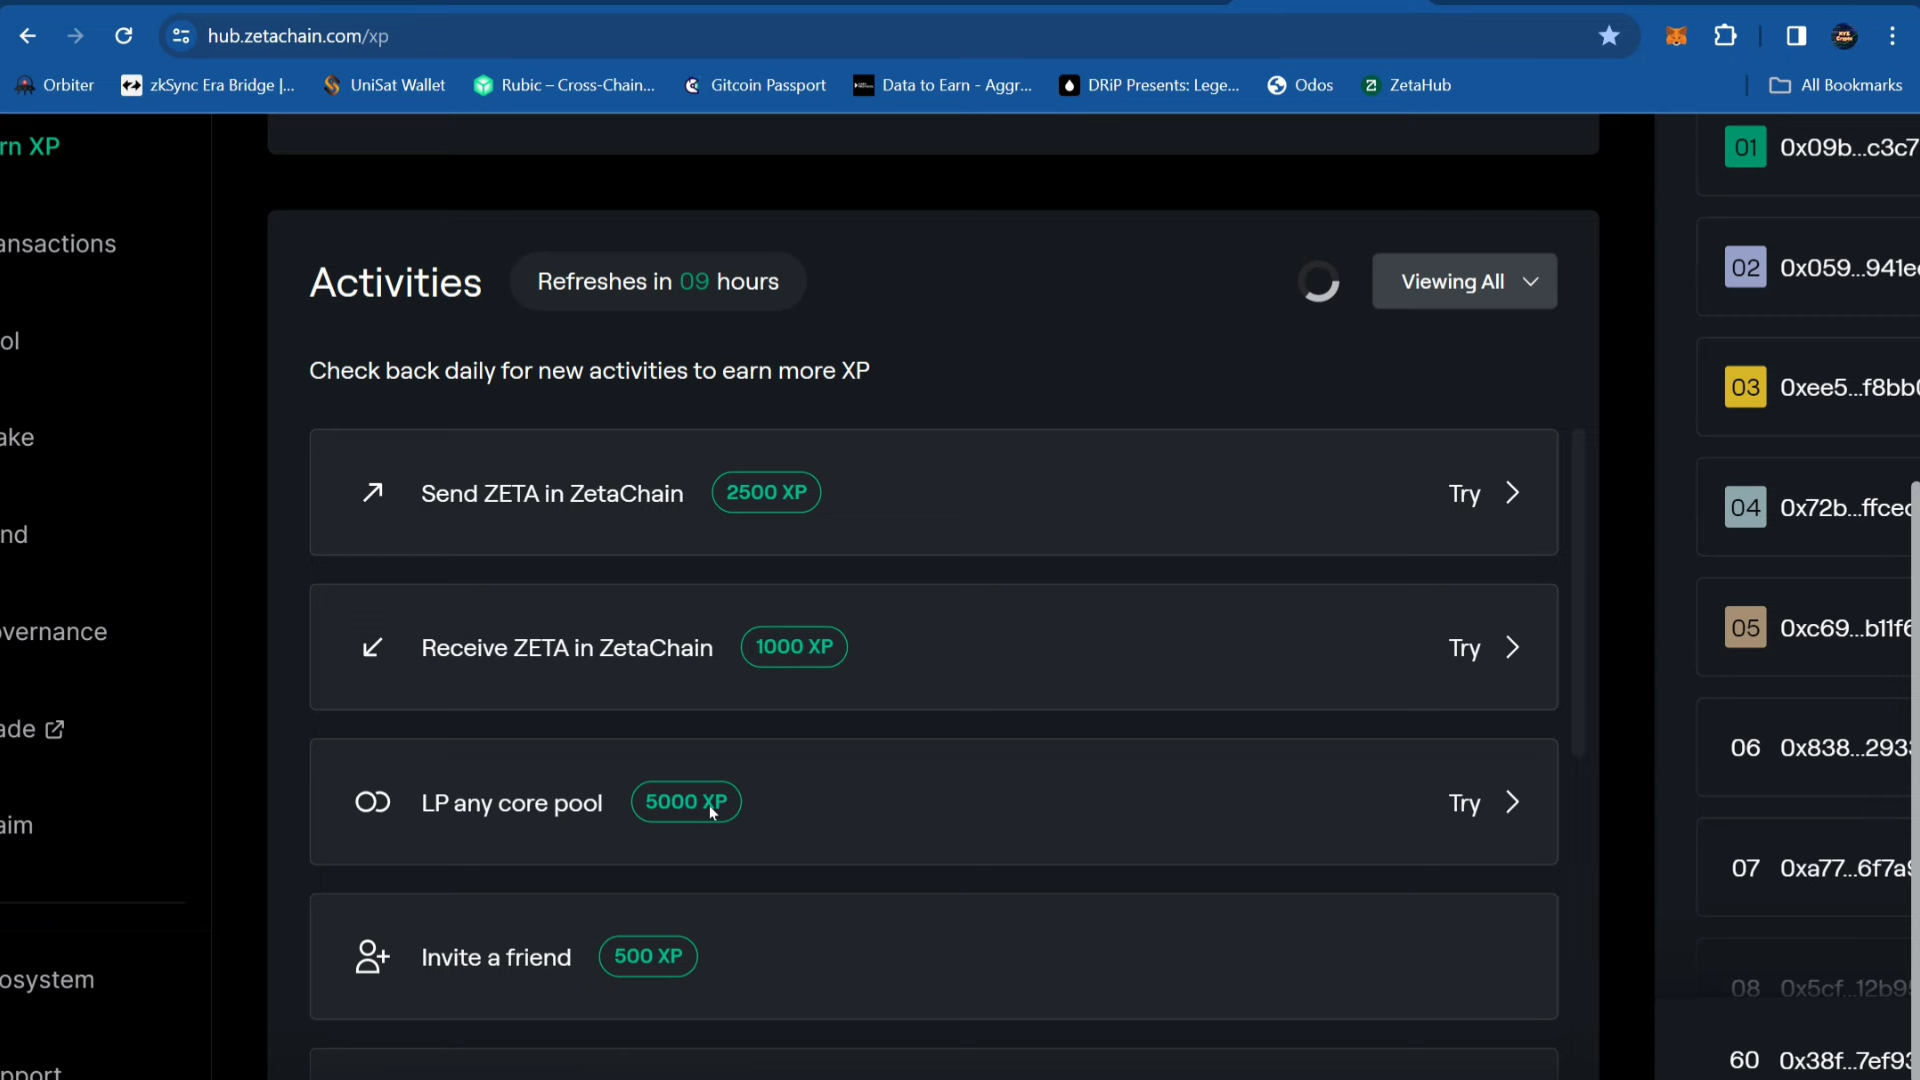 hub.zetachain.com/xp
Orbiter
zkSync Era Bridge |...
UniSat Wallet
Rubic – Cross-Chain...
Gitcoin Passport
Data to Earn - Aggr...
DRiP Presents: Lege...
Odos
ZetaHub
All Bookmarks
rn XP
ansactions
ol
ake
nd
overnance
ade
aim
osystem
pport
Activities
Refreshes in 09 hours
Viewing All
Check back daily for new activities to earn more XP
Send ZETA in ZetaChain 2500 XP Try
Receive ZETA in ZetaChain 1000 XP Try
LP any core pool 5000 XP Try
Invite a friend 500 XP
01 0x09b...c3c7
02 0x059...941e
03 0xee5...f8bb
04 0x72b...ffcec
05 0xc69...b11f6
06 0x838...293
07 0xa77...6f7a
08 0x5cf...12b9
60 0x38f...7ef93